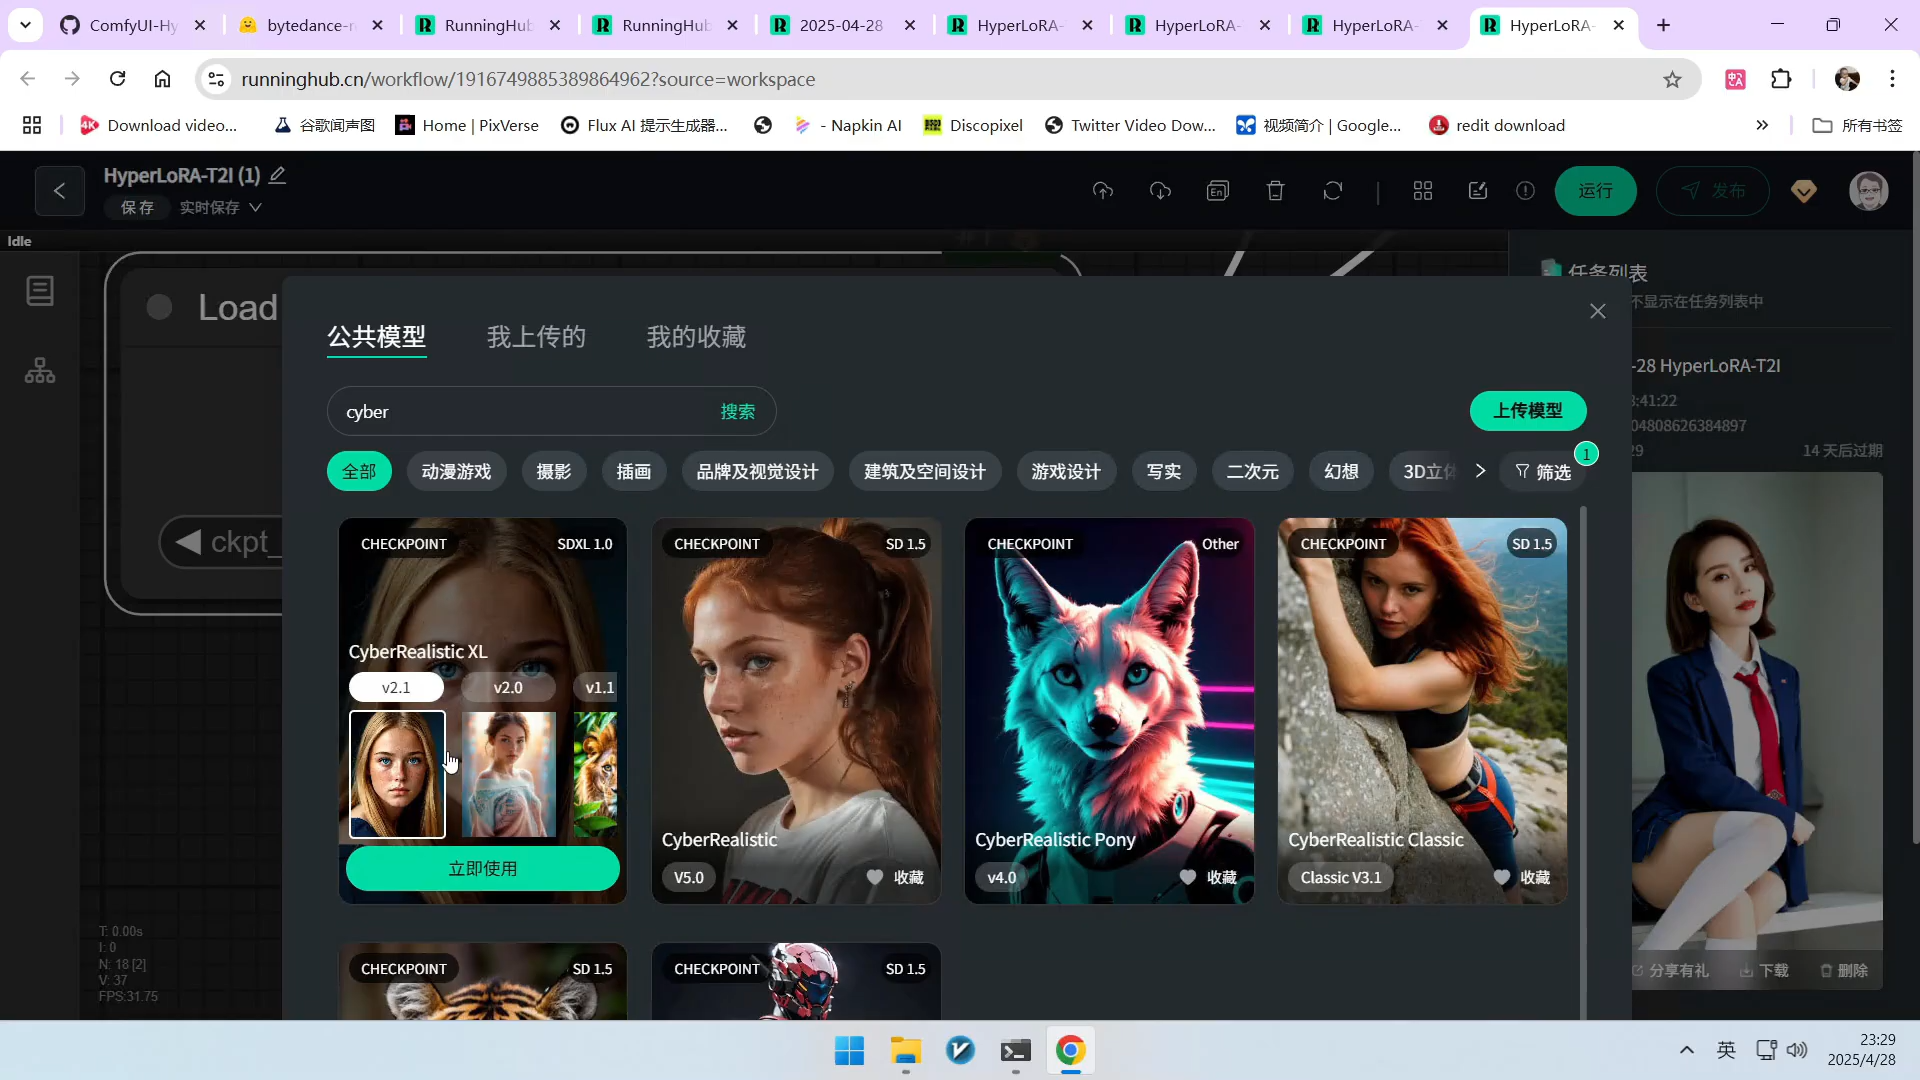 ComfyUI-Hy
bytedance-r
RunningHub
RunningHub
2025-04-28
HyperLoRA-
HyperLoRA-
HyperLoRA-
HyperLoRA-
runninghub.cn/workflow/1916749885389864962?source=workspace
4K Download video...
谷歌闻声图
Home | PixVerse
Flux AI 提示生成器...
- Napkin AI
Discopixel
Twitter Video Dow...
视频简介 | Google...
redit download
所有书签
HyperLoRA-T2I (1)
保存
实时保存
En
运行
发布
Idle
任务列表
不显示在任务列表中
Load
公共模型
我上传的
我的收藏
-28 HyperLoRA-T2I
cyber
搜索
上传模型
:41:22
04808626384897
29
14 天后过期
全部
动漫游戏
摄影
插画
品牌及视觉设计
建筑及空间设计
游戏设计
写实
二次元
幻想
3D立体
筛选
1
ckpt_
CHECKPOINT
SDXL 1.0
CyberRealistic XL
v2.1
v2.0
v1.1
立即使用
CHECKPOINT
SD 1.5
CyberRealistic
V5.0
收藏
CHECKPOINT
Other
CyberRealistic Pony
v4.0
收藏
CHECKPOINT
SD 1.5
CyberRealistic Classic
Classic V3.1
收藏
CHECKPOINT
SD 1.5
CHECKPOINT
SD 1.5
T: 0.00s
I: 0
N: 18 [2]
V: 37
FPS:31.75
分享有礼
下载
删除
英
23:29
2025/4/28